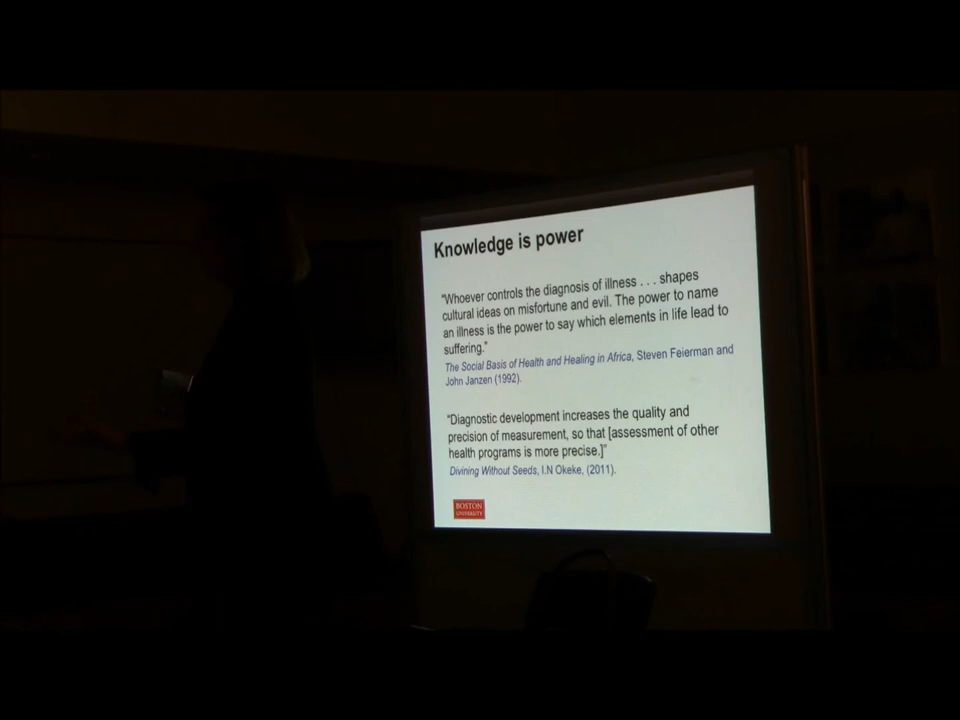 Knowledge is power
“Whoever controls the diagnosis of illness . . . shapes
cultural ideas on misfortune and evil. The power to name
an illness is the power to say which elements in life lead to
suffering.”
The Social Basis of Health and Healing in Africa, Steven Feierman and
John Janzen (1992).
“Diagnostic development increases the quality and
precision of measurement, so that [assessment of other
health programs is more precise.]”
Divining Without Seeds, I.N Okeke, (2011).
BOSTON
UNIVERSITY